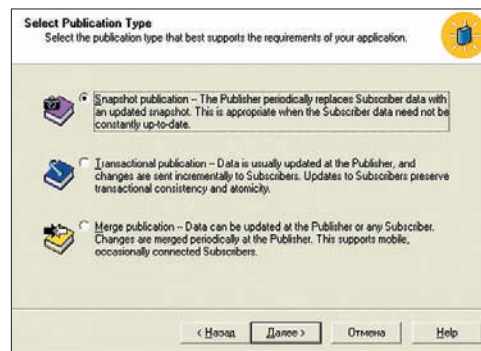 Select Publication Type
Select the publication type that best supports the requirements of your application.
Snapshot publication -- The Publisher periodically replaces Subscriber data with
an updated snapshot. This is appropriate when the Subscriber data need not be
constantly up-to-date.
Transactional publication -- Data is usually updated at the Publisher, and
changes are sent incrementally to Subscribers. Updates to Subscribers preserve
transactional consistency and atomicity.
Merge publication -- Data can be updated at the Publisher or any Subscriber.
Changes are merged periodically at the Publisher. This supports mobile,
occasionally connected Subscribers.
< Назад Далее > Отмена Help